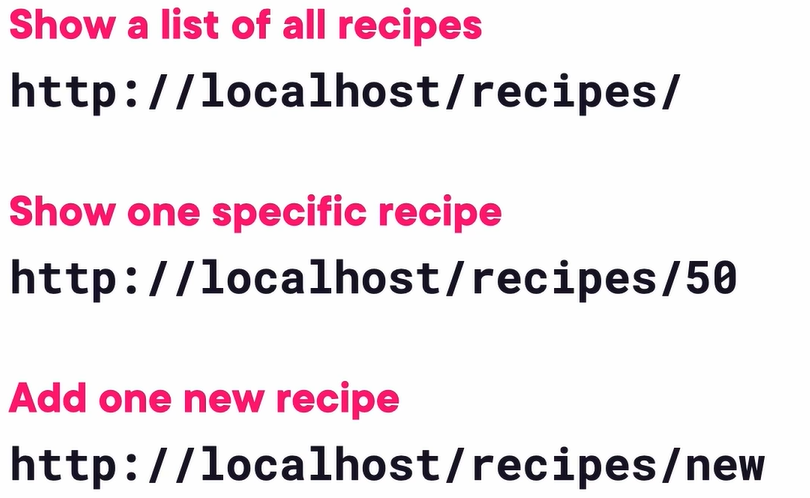 Show a list of all recipes
http://localhost/recipes/
Show one specific recipe
http://localhost/recipes/50
Add one new recipe
http://localhost/recipes/new